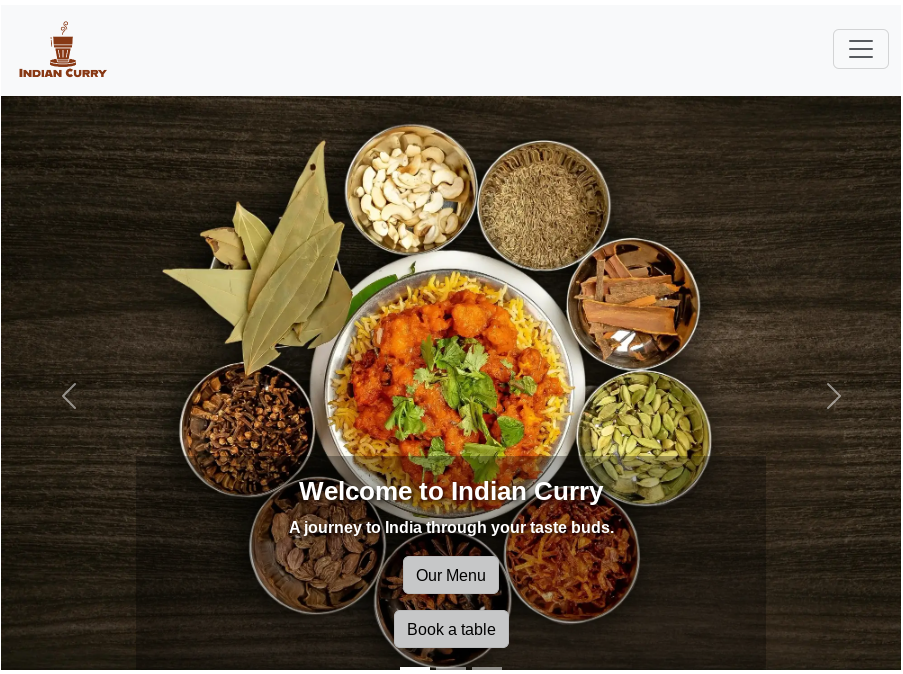 INDIAN CURRY
Welcome to Indian Curry
A journey to India through your taste buds.
Our Menu
Book a table